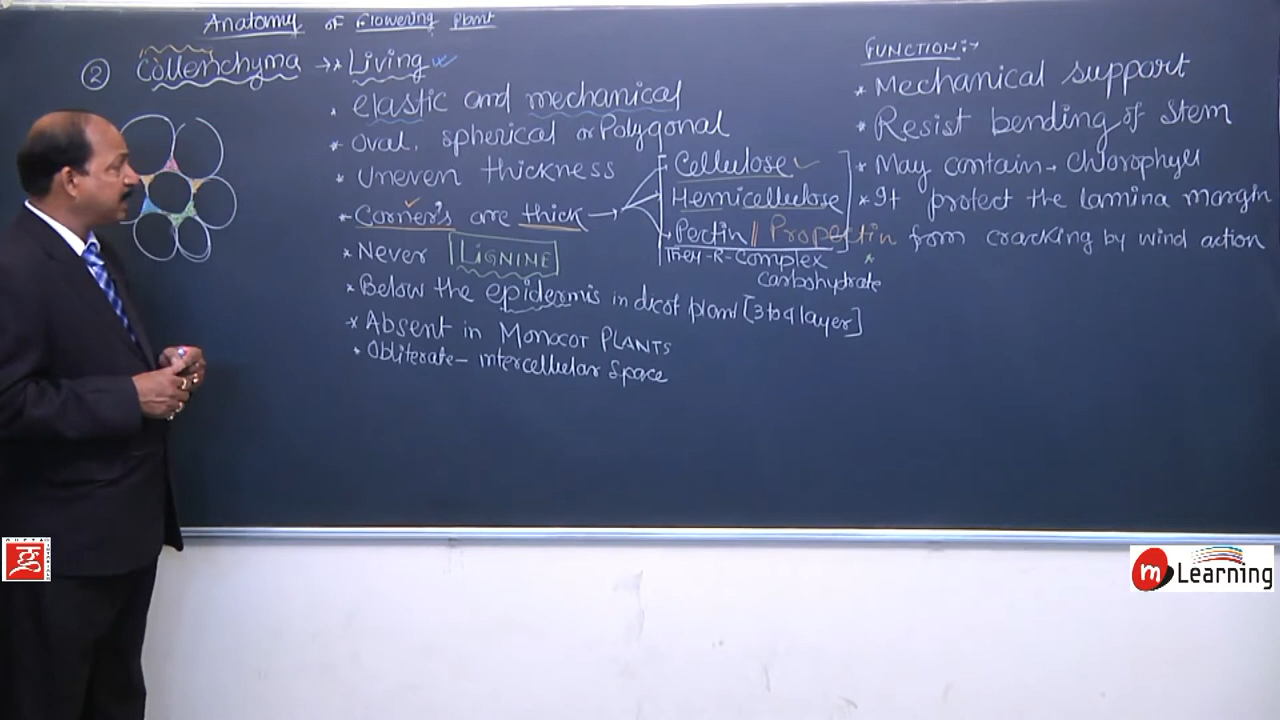 Anatomy of Flowering Plant
② Collenchyma → * Living
* elastic and mechanical
* Oval, spherical or Polygonal
* Uneven thickness
* Corner's are thick →
Cellulose
Hemicellulose
Pectin || Propectin
They-R-Complex
carbohydrate
* Never LIGNINE
* Below the epidermis in dicot plant [3 to 4 layer]
* Absent in MONOCOT PLANTS
* Obliterate - intercellular Space
FUNCTION:-
* Mechanical support
* Resist bending of Stem
* May contain → Chlorophyll
* It protect the lamina margin
from cracking by wind action
m Learning